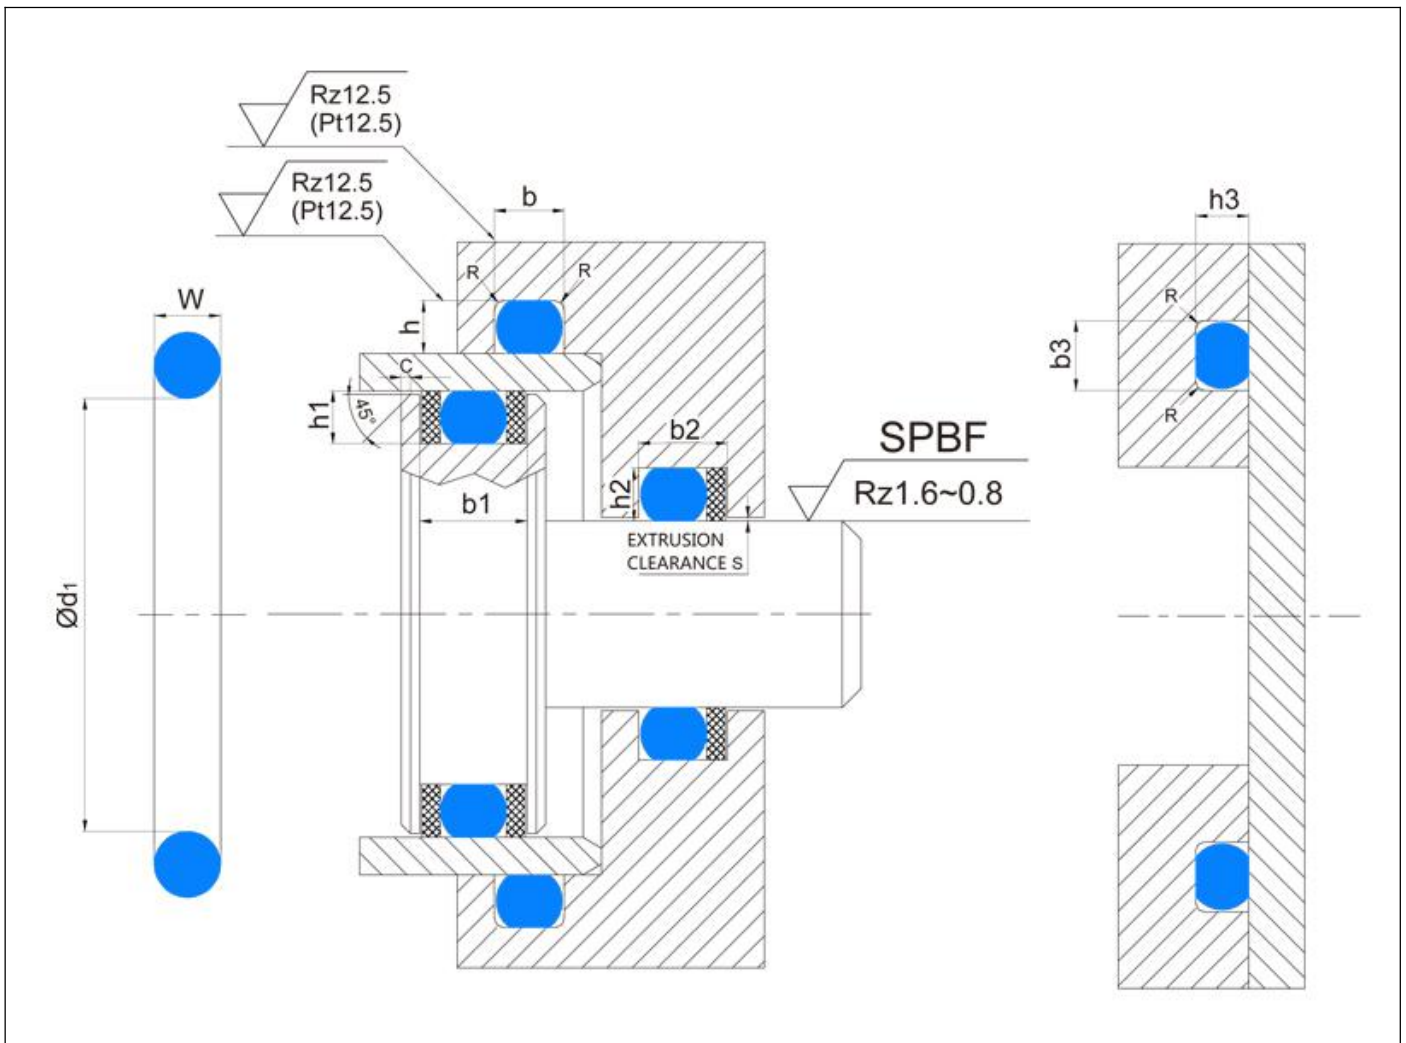 Rz12.5
(Pt12.5)
Rz12.5
(Pt12.5)
b
h3
R
R
W
h
R
b3
C
45°
h1
R
b2
SPBF
h2
Rz1.6~0.8
b1
EXTRUSION
CLEARANCE S
Ød1